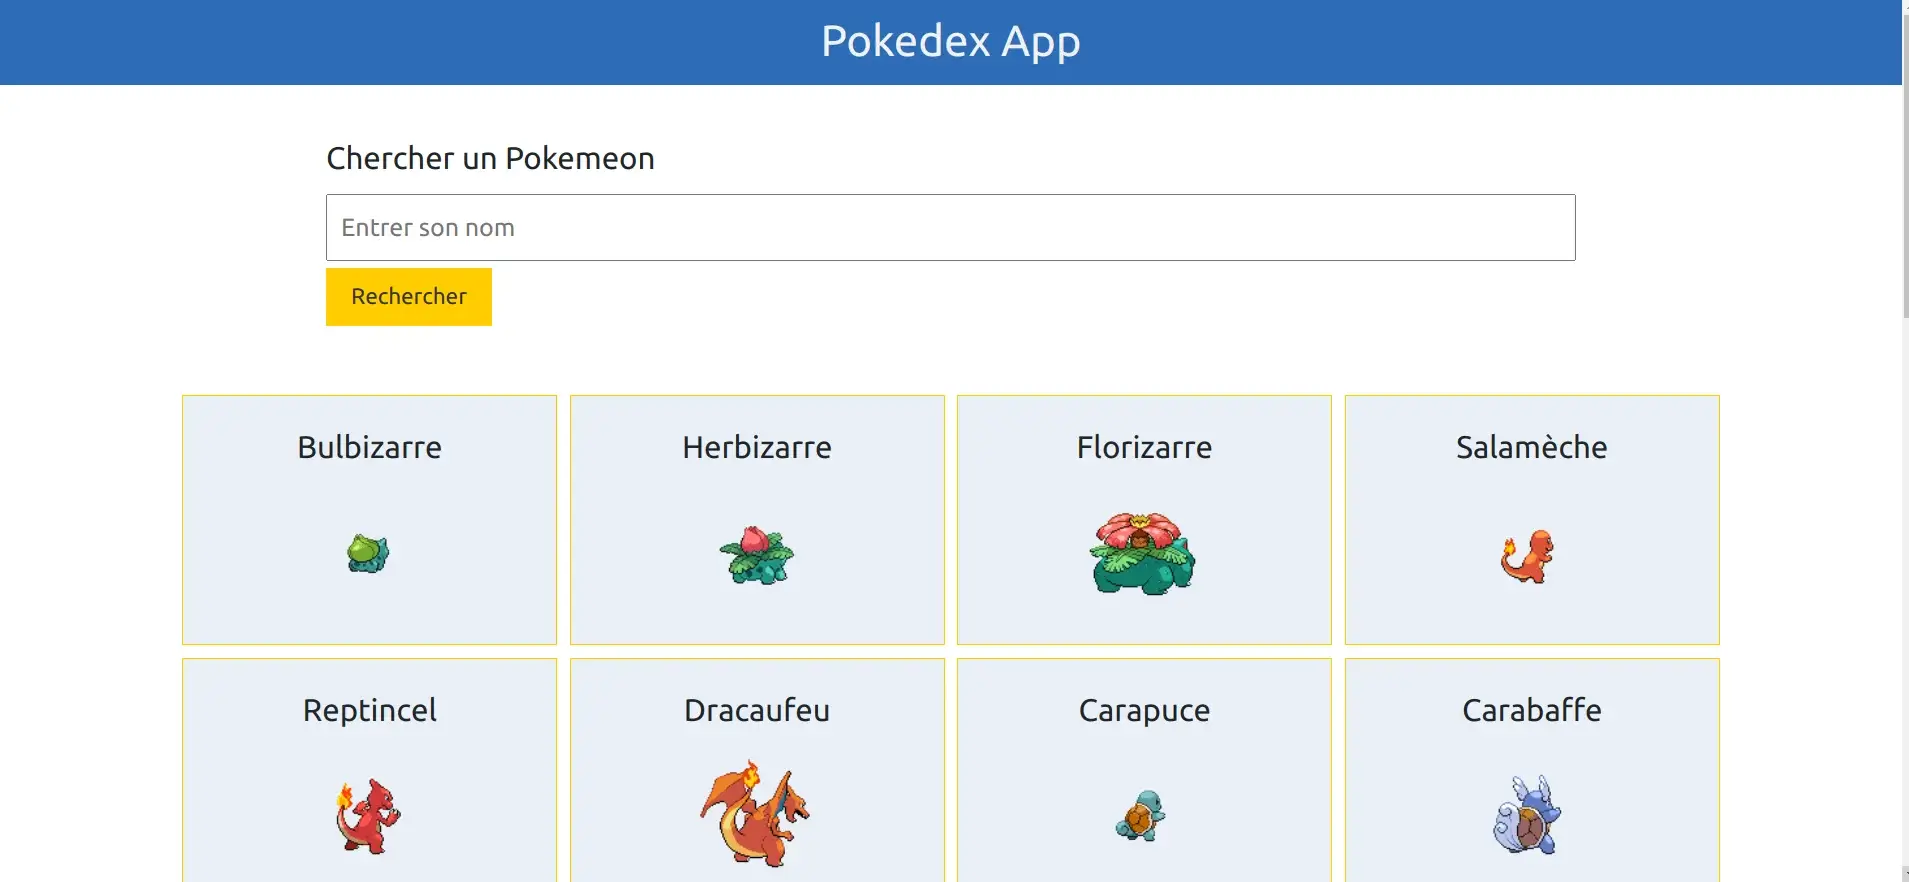 Pokedex App
Chercher un Pokemeon
Entrer son nom
Rechercher
Bulbizarre
Herbizarre
Florizarre
Salamèche
Reptincel
Dracaufeu
Carapuce
Carabaffe